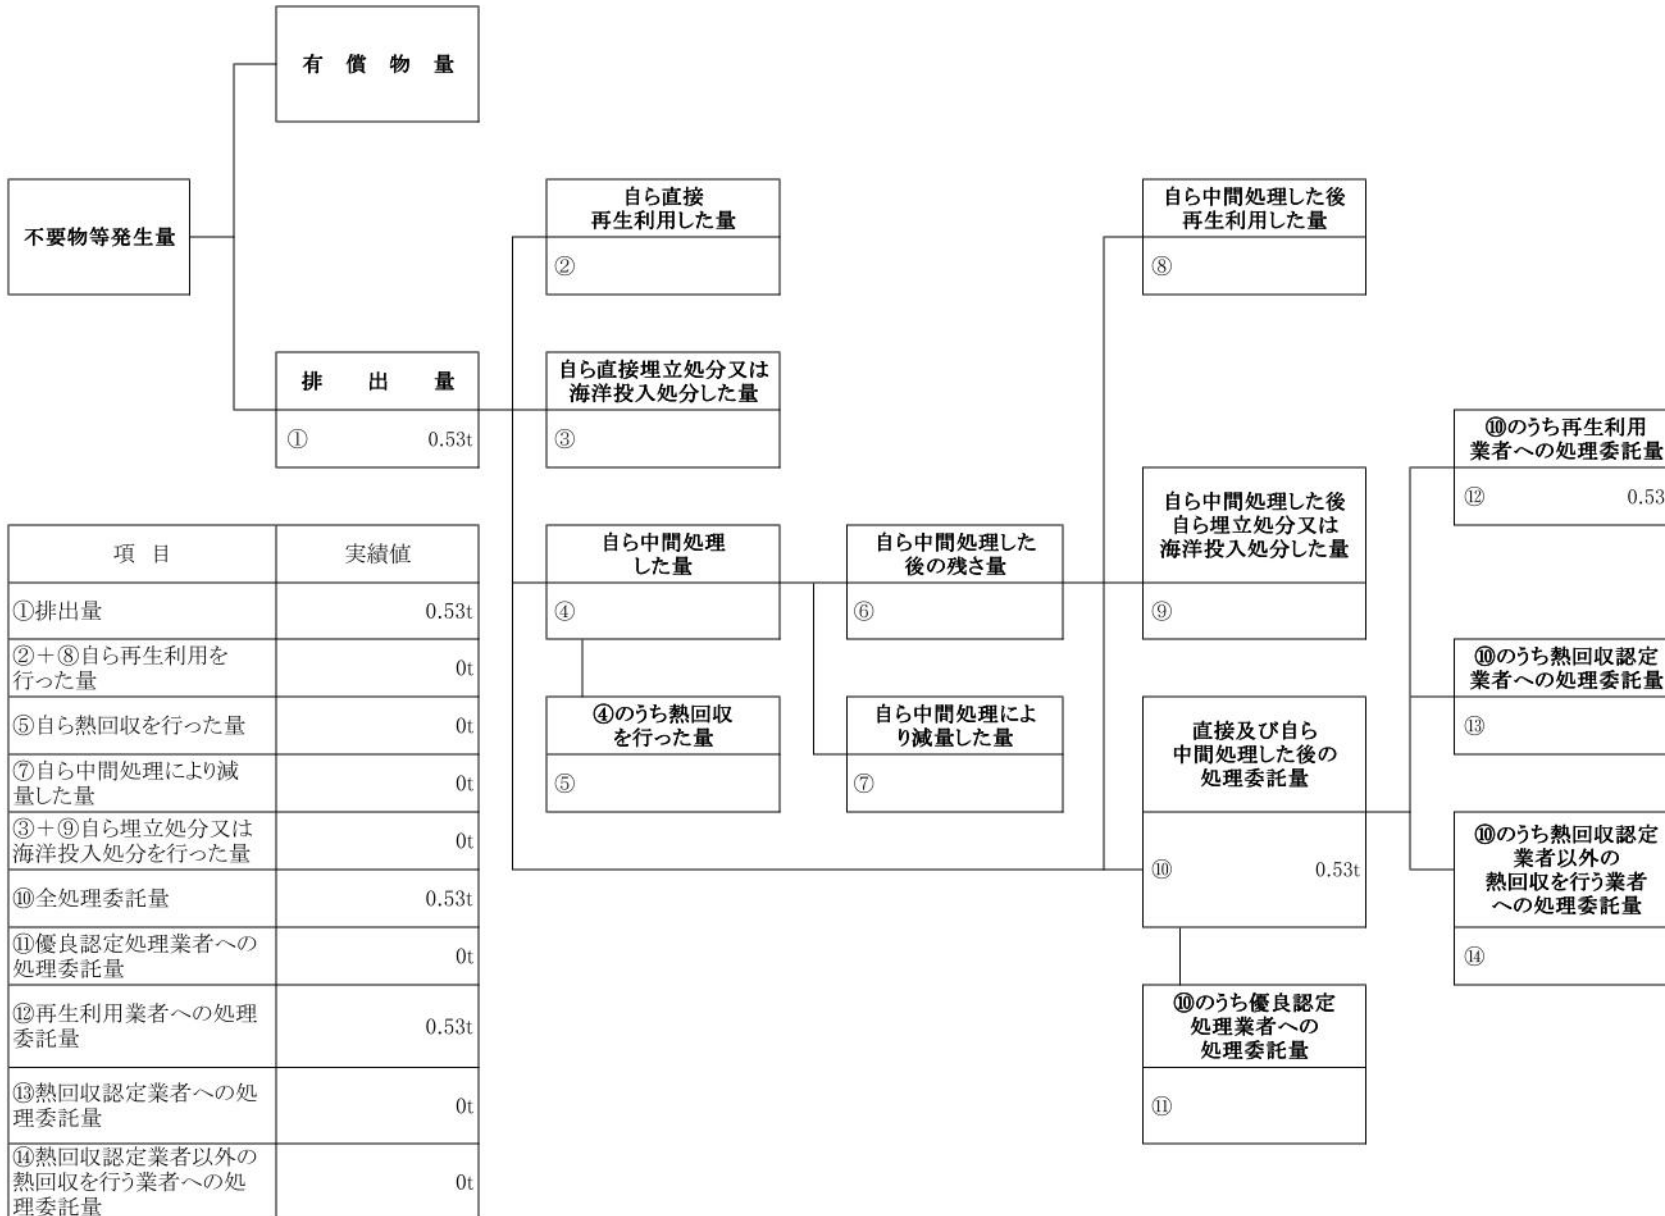 有 償 物 量
不要物等発生量
自ら直接
再生利用した量
②
自ら中間処理した後
再生利用した量
⑧
排 出 量
① 0.53t
自ら直接埋立処分又は
海洋投入処分した量
③
⑩のうち再生利用
業者への処理委託量
⑫ 0.53
自ら中間処理
した量
④
自ら中間処理した
後の残さ量
⑥
自ら中間処理した後
自ら埋立処分又は
海洋投入処分した量
⑨
⑩のうち熱回収認定
業者への処理委託量
⑬
④のうち熱回収
を行った量
⑤
自ら中間処理によ
り減量した量
⑦
直接及び自ら
中間処理した後の
処理委託量
⑩ 0.53t
⑩のうち熱回収認定
業者以外の
熱回収を行う業者
への処理委託量
⑭
⑩のうち優良認定
処理業者への
処理委託量
⑪
項 目 実績値
①排出量 0.53t
②+⑧自ら再生利用を
行った量 0t
⑤自ら熱回収を行った量 0t
⑦自ら中間処理により減
量した量 0t
③+⑨自ら埋立処分又は
海洋投入処分を行った量 0t
⑩全処理委託量 0.53t
⑪優良認定処理業者への
処理委託量 0t
⑫再生利用業者への処理
委託量 0.53t
⑬熱回収認定業者への処
理委託量 0t
⑭熱回収認定業者以外の
熱回収を行う業者への処
理委託量 0t